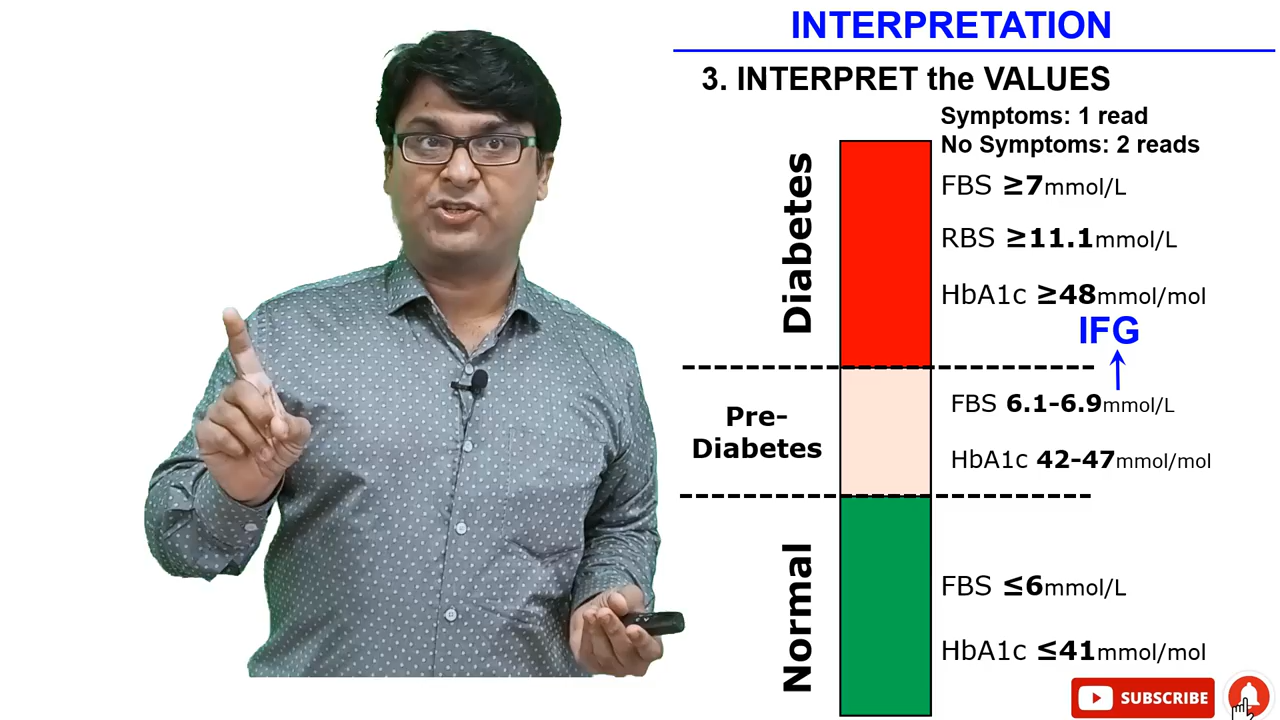 INTERPRETATION
3. INTERPRET the VALUES
Symptoms: 1 read
No Symptoms: 2 reads
Diabetes
FBS ≥7mmol/L
RBS ≥11.1mmol/L
HbA1c ≥48mmol/mol
IFG
Pre-
Diabetes
FBS 6.1-6.9mmol/L
HbA1c 42-47mmol/mol
Normal
FBS ≤6mmol/L
HbA1c ≤41mmol/mol
SUBSCRIBE